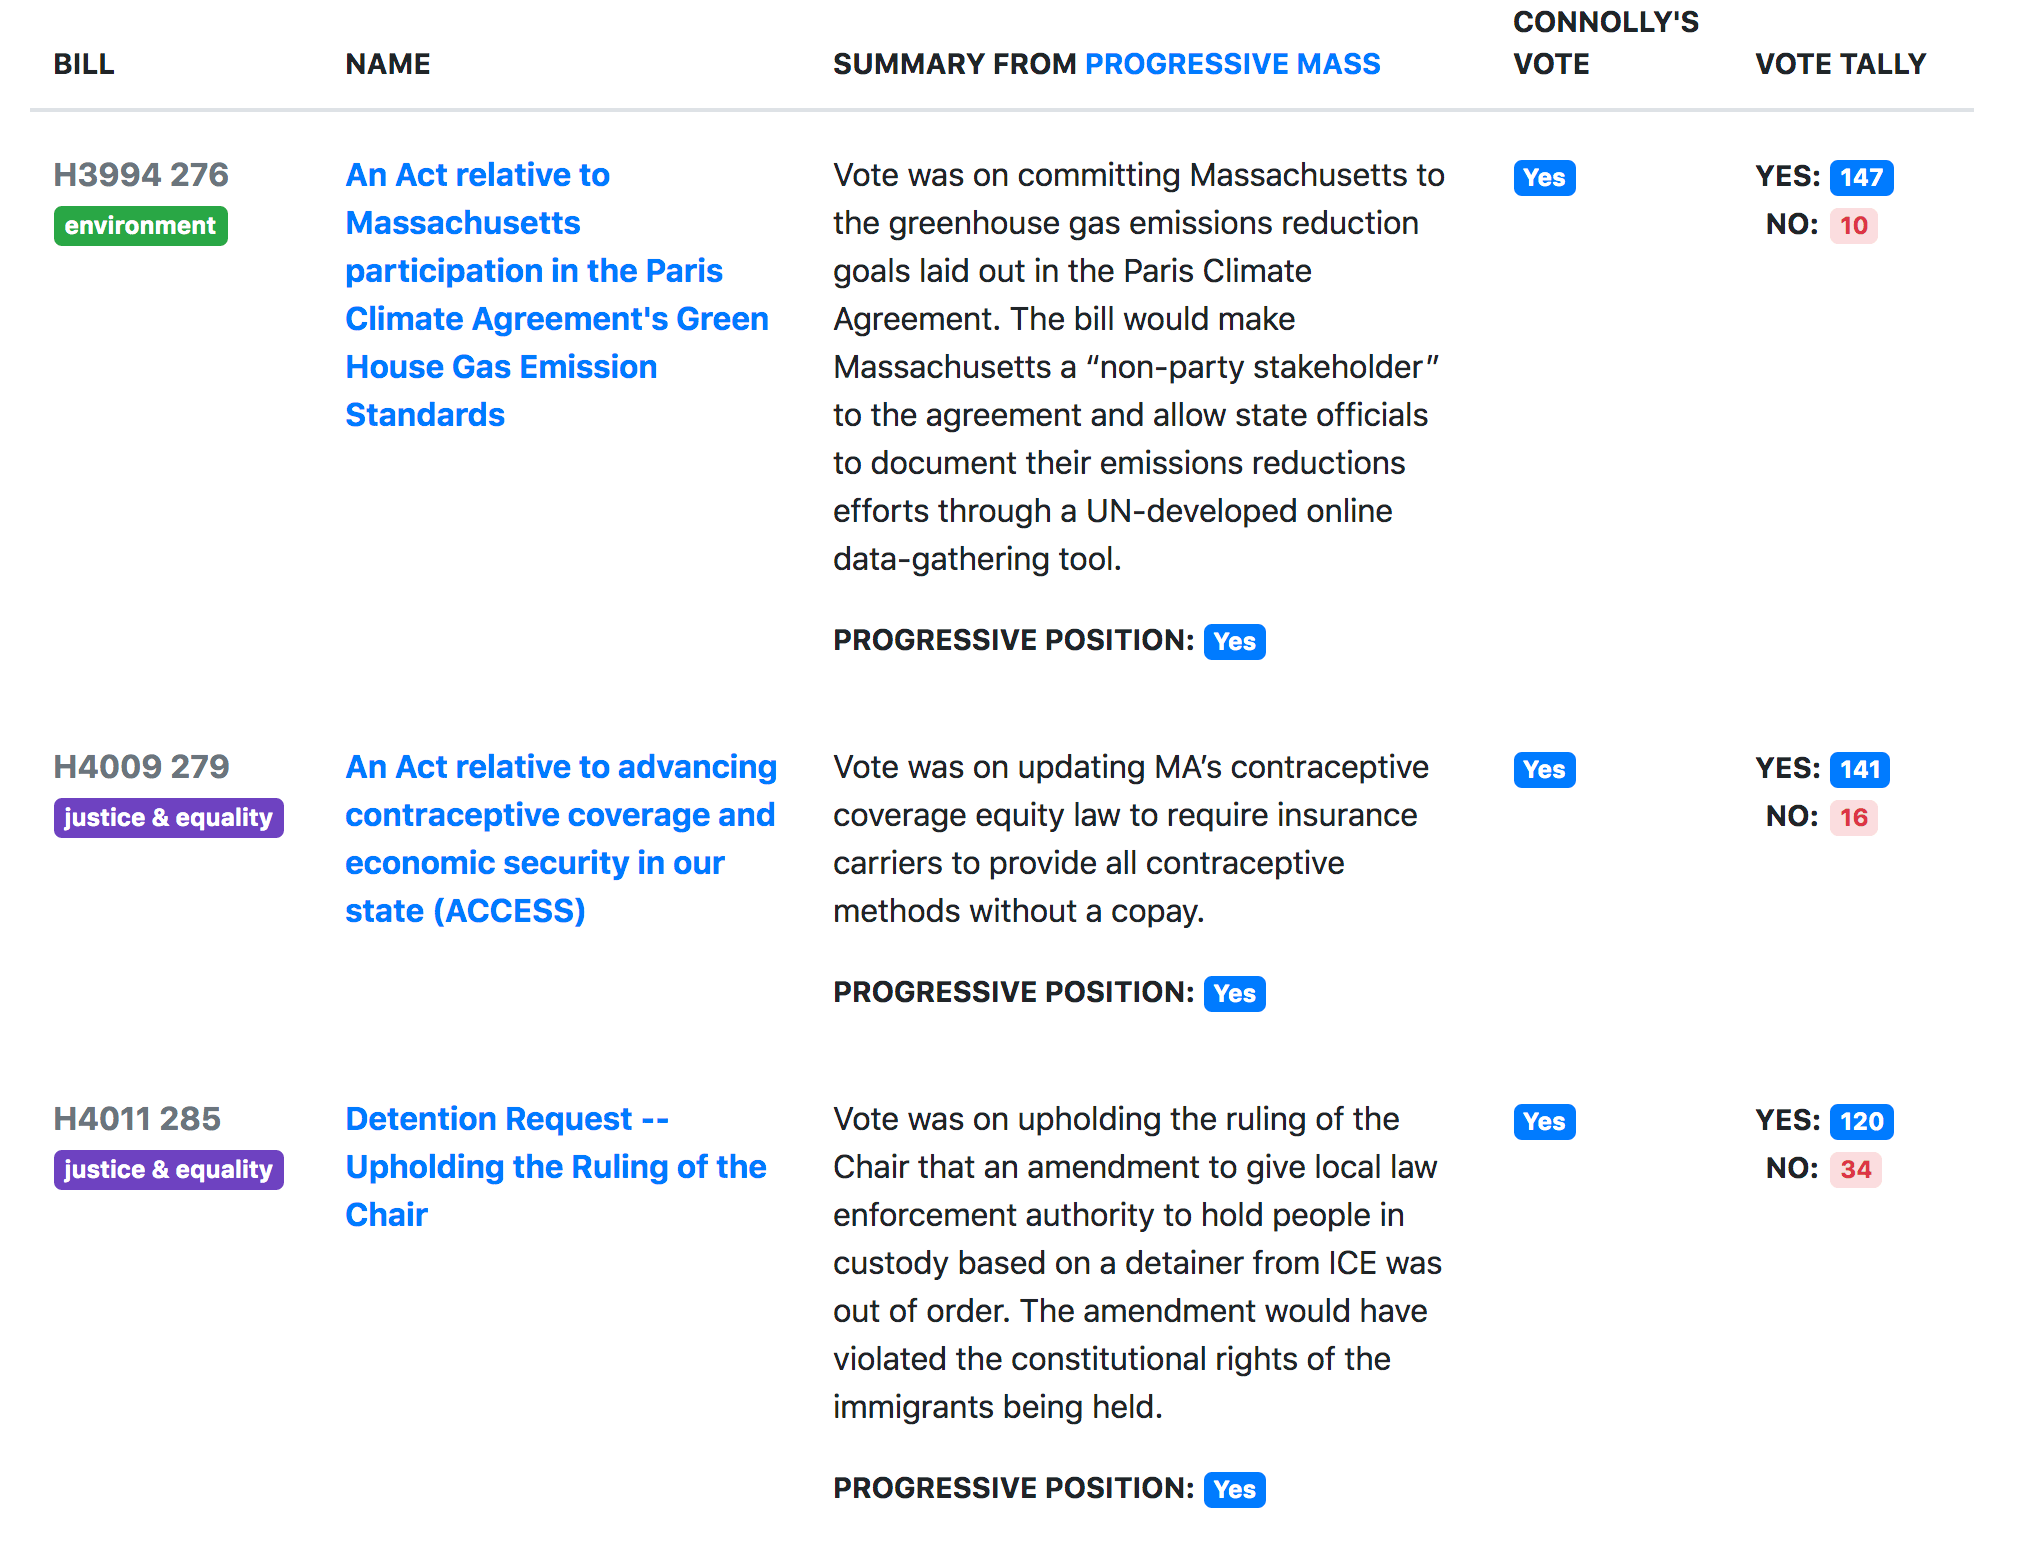 BILL NAME SUMMARY FROM PROGRESSIVE MASS CONNOLLY'S VOTE VOTE TALLY
H3994 276
environment
An Act relative to
Massachusetts
participation in the Paris
Climate Agreement's Green
House Gas Emission
Standards
Vote was on committing Massachusetts to
the greenhouse gas emissions reduction
goals laid out in the Paris Climate
Agreement. The bill would make
Massachusetts a “non-party stakeholder”
to the agreement and allow state officials
to document their emissions reductions
efforts through a UN-developed online
data-gathering tool.
PROGRESSIVE POSITION: Yes
Yes
YES: 147
NO: 10
H4009 279
justice & equality
An Act relative to advancing
contraceptive coverage and
economic security in our
state (ACCESS)
Vote was on updating MA’s contraceptive
coverage equity law to require insurance
carriers to provide all contraceptive
methods without a copay.
PROGRESSIVE POSITION: Yes
Yes
YES: 141
NO: 16
H4011 285
justice & equality
Detention Request --
Upholding the Ruling of the
Chair
Vote was on upholding the ruling of the
Chair that an amendment to give local law
enforcement authority to hold people in
custody based on a detainer from ICE was
out of order. The amendment would have
violated the constitutional rights of the
immigrants being held.
PROGRESSIVE POSITION: Yes
Yes
YES: 120
NO: 34